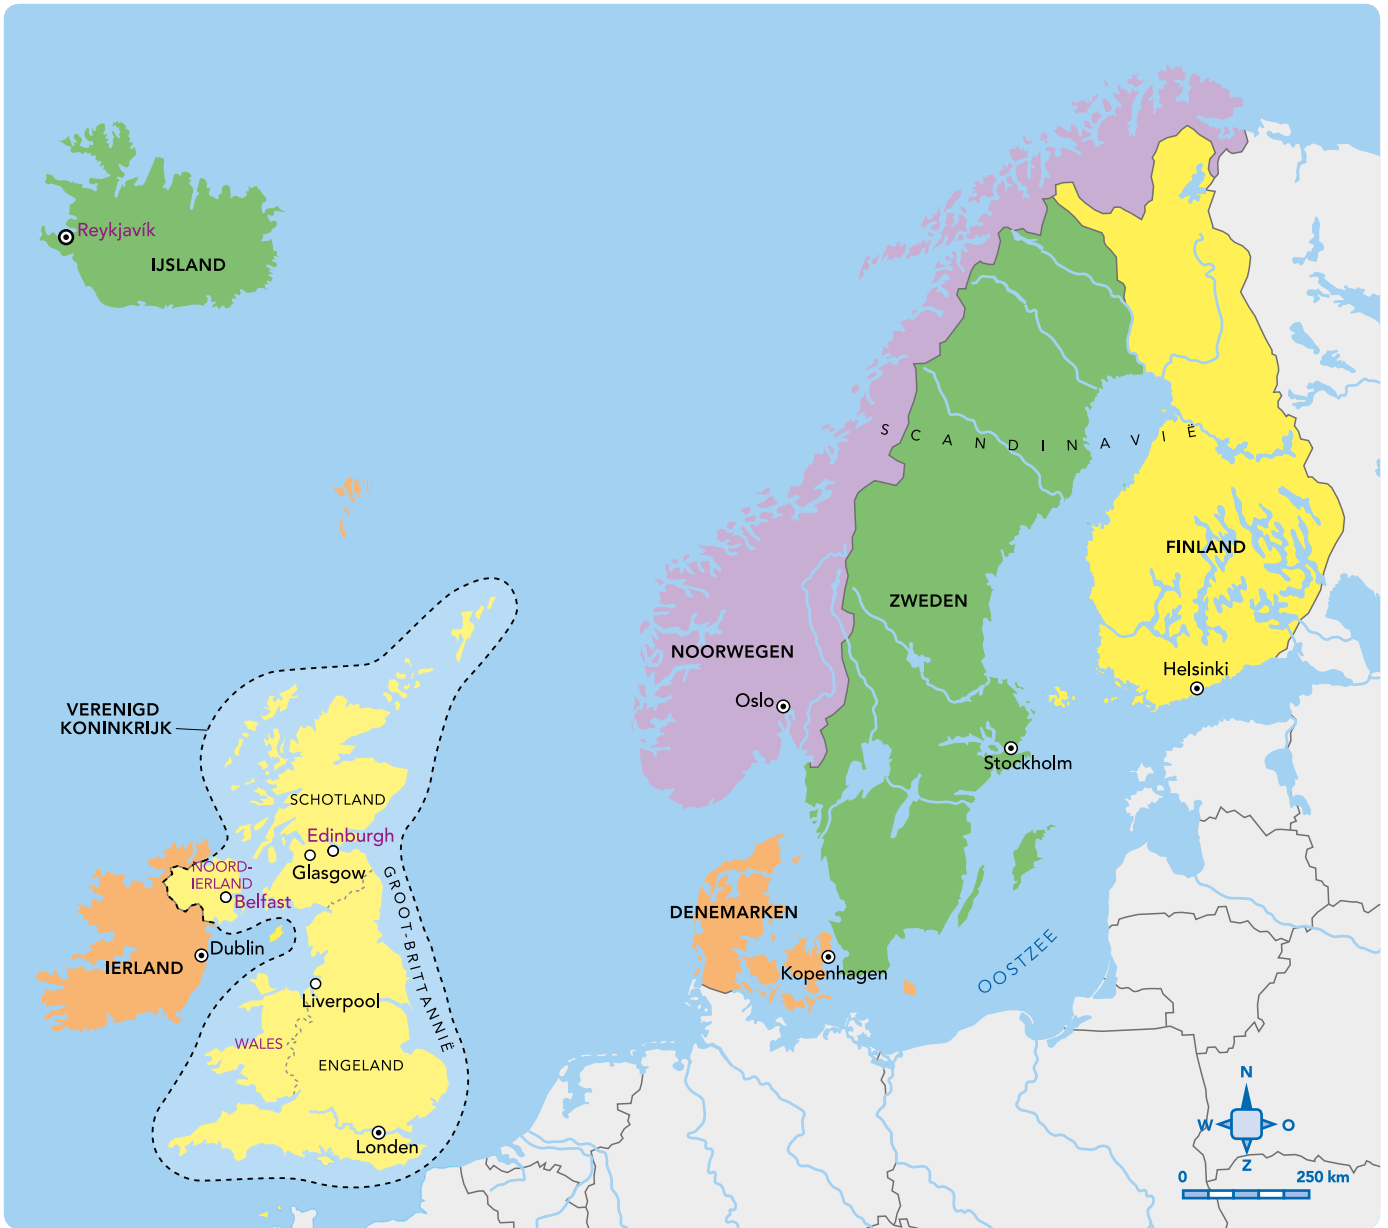 Reykjavík
IJSLAND
SCANDINAVIË
FINLAND
ZWEDEN
NOORWEGEN
Helsinki
Oslo
VERENIGD
KONINKRIJK
Stockholm
SCHOTLAND
Edinburgh
Glasgow
NOORD-
IERLAND
Belfast
GROOT-BRITTANNIË
DENEMARKEN
Dublin
IERLAND
Kopenhagen
OOSTZEE
Liverpool
WALES
ENGELAND
Londen
N
W
O
Z
0
250 km